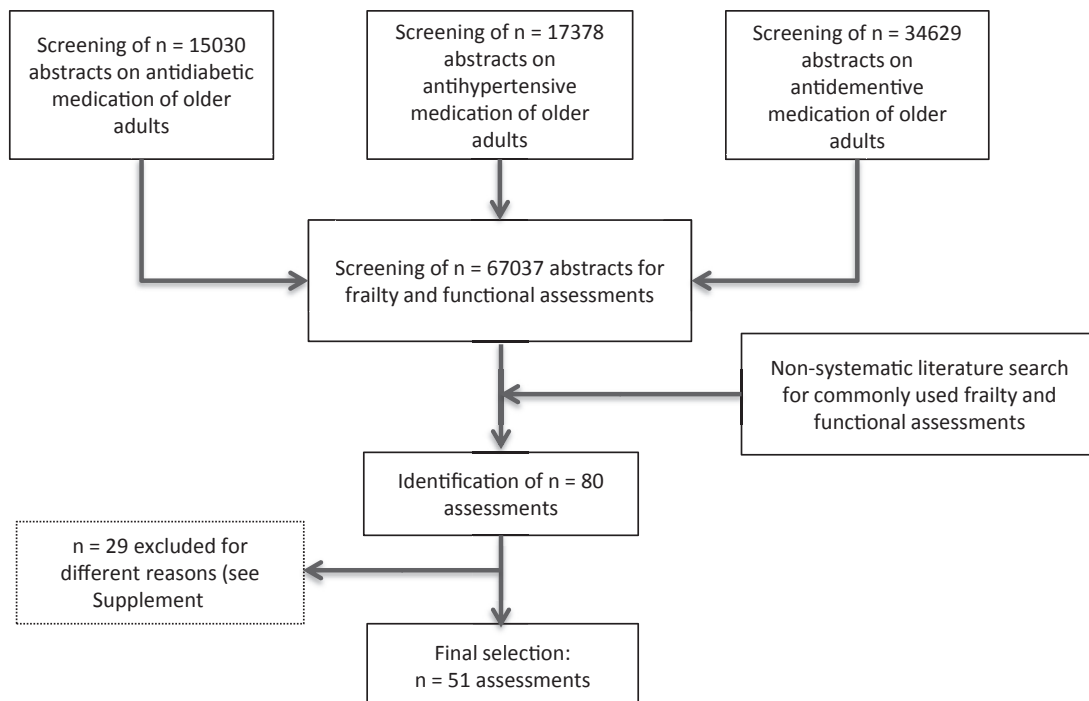 Screening of n = 15030
abstracts on antidiabetic
medication of older
adults
Screening of n = 17378
abstracts on
antihypertensive
medication of older
adults
Screening of n = 34629
abstracts on
antidementive
medication of older
adults
Screening of n = 67037 abstracts for
frailty and functional assessments
Non-systematic literature search
for commonly used frailty and
functional assessments
Identification of n = 80
assessments
n = 29 excluded for
different reasons (see
Supplement
Final selection:
n = 51 assessments